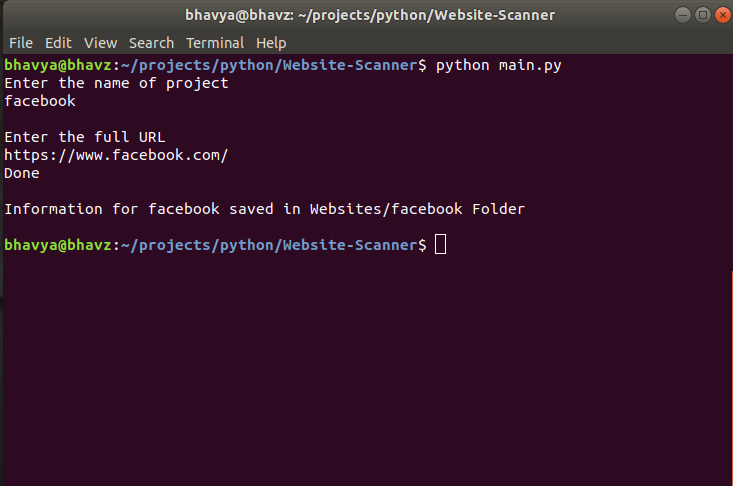 bhavya@bhavz: ~/projects/python/Website-Scanner
File Edit View Search Terminal Help
bhavya@bhavz:~/projects/python/Website-Scanner$ python main.py
Enter the name of project
facebook
Enter the full URL
https://www.facebook.com/
Done
Information for facebook saved in Websites/facebook Folder
bhavya@bhavz:~/projects/python/Website-Scanner$